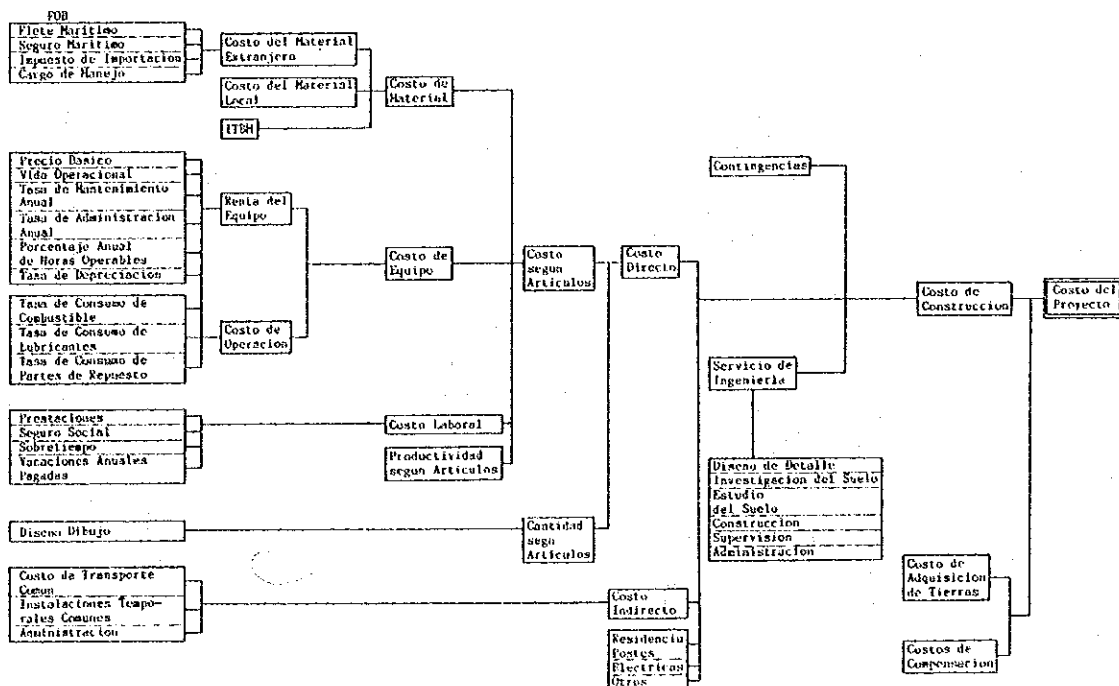 FOB
Flete Maritimo
Seguro Maritimo
Impuesto de Importacion
Cargo de Manejo
Costo del Material
Extranjero
Costo del Material
Local
ITBM
Costo de
Material
Precio Basico
Vida Operacional
Tasa de Mantenimiento
Anual
Tasa de Administracion
Anual
Porcentaje Anual
de Horas Operables
Tasa de Depreciacion
Renta del
Equipo
Tasa de Consumo de
Combustible
Tasa de Consumo de
Lubricantes
Tasa de Consumo de
Partes de Repuesto
Costo de
Operacion
Costo de
Equipo
Prestaciones
Seguro Social
Sobretiempo
Vacaciones Anuales
Pagadas
Costo Laboral
Productividad
segun Articulos
Costo
segun
Articulos
Diseno Dibujo
Cantidad
segn
Articulos
Costo
Directo
Costo de Transporte
Comun
Instalaciones Tempo-
rales Comunes
Administracion
Costo
Indirecto
Residencia
Postes
Electricos
Otros
Contingencias
Servicio de
Ingenieria
Diseno de Detalle
Investigacion del Suelo
Estudio
del Suelo
Construccion
Supervision
Administracion
Costo de
Construccion
Costo de
Adquisicion
de Tierras
Costos de
Compensacion
Costo del
Proyecto